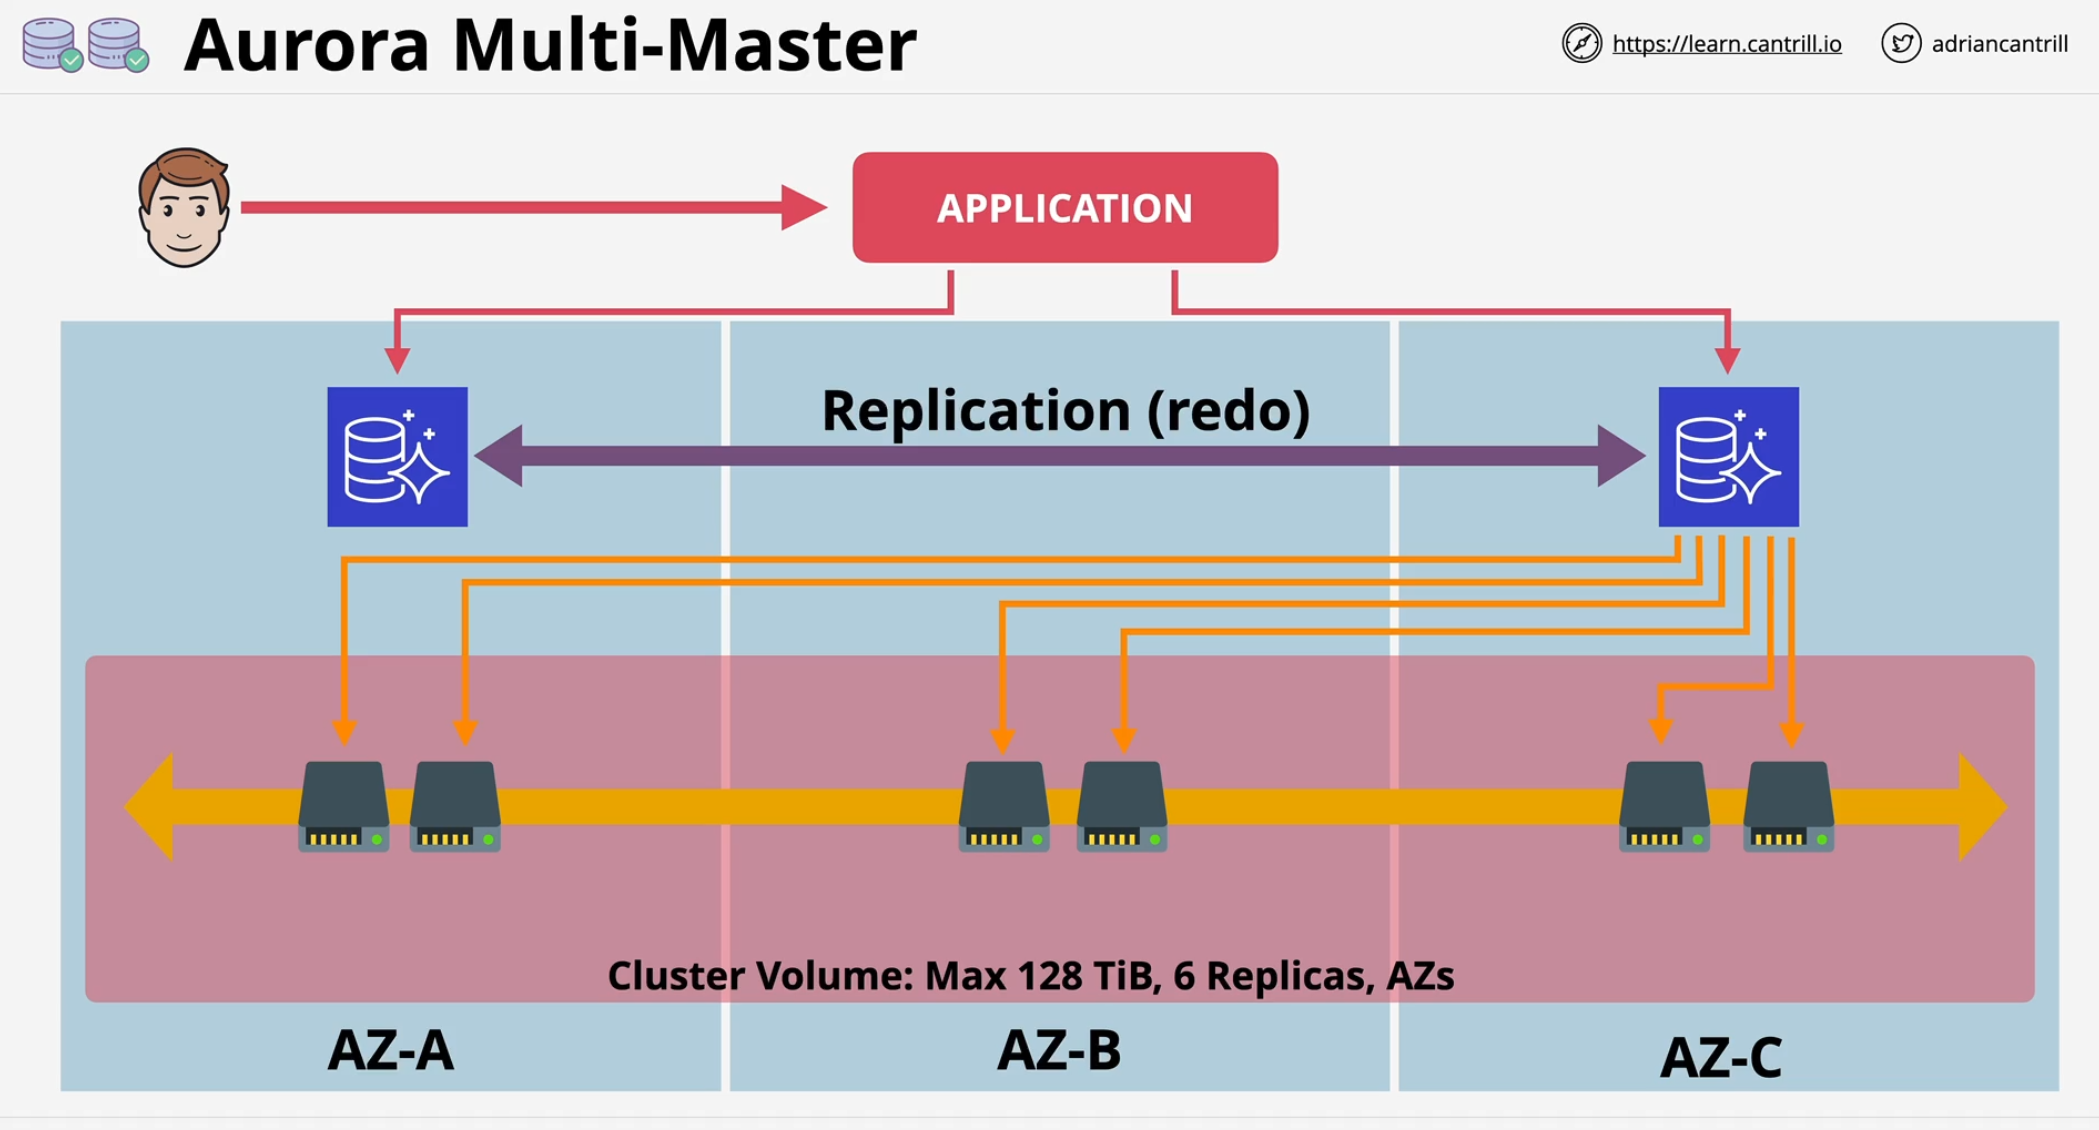 Aurora Multi-Master
https://learn.cantrill.io
adriancantrill
APPLICATION
Replication (redo)
Cluster Volume: Max 128 TiB, 6 Replicas, AZs
AZ-A
AZ-B
AZ-C